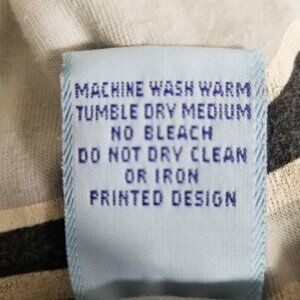 MACHINE WASH WARM
TUMBLE DRY MEDIUM
NO BLEACH
DO NOT DRY CLEAN
OR IRON
PRINTED DESIGN